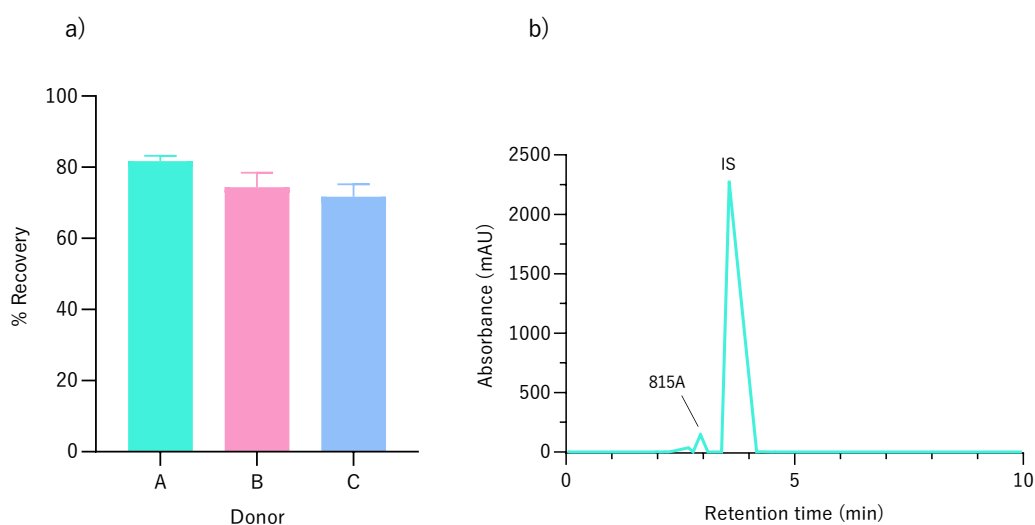 a)
% Recovery
100
80
60
40
20
0
A B C
Donor
b)
Absorbance (mAU)
2500
2000
1500
1000
500
0
IS
815A
0 5 10
Retention time (min)